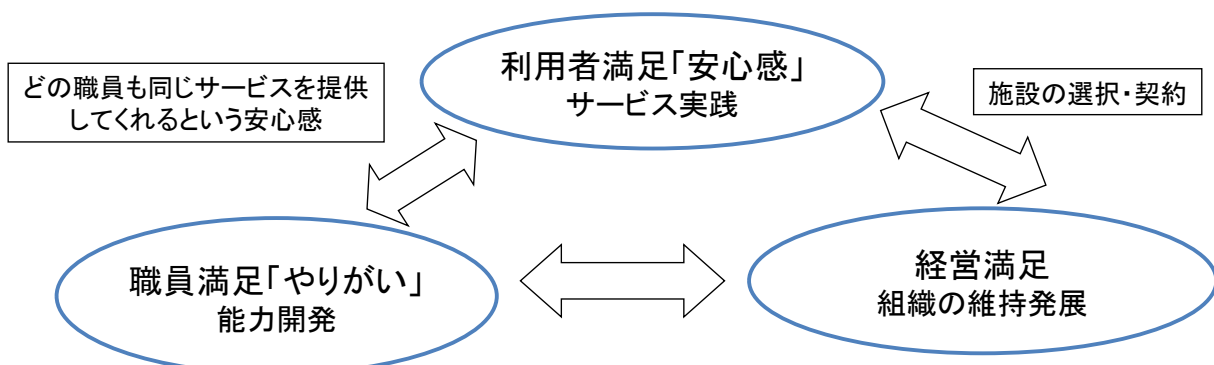 利用者満足「安心感」
サービス実践
どの職員も同じサービスを提供
してくれるという安心感
施設の選択・契約
職員満足「やりがい」
能力開発
経営満足
組織の維持発展